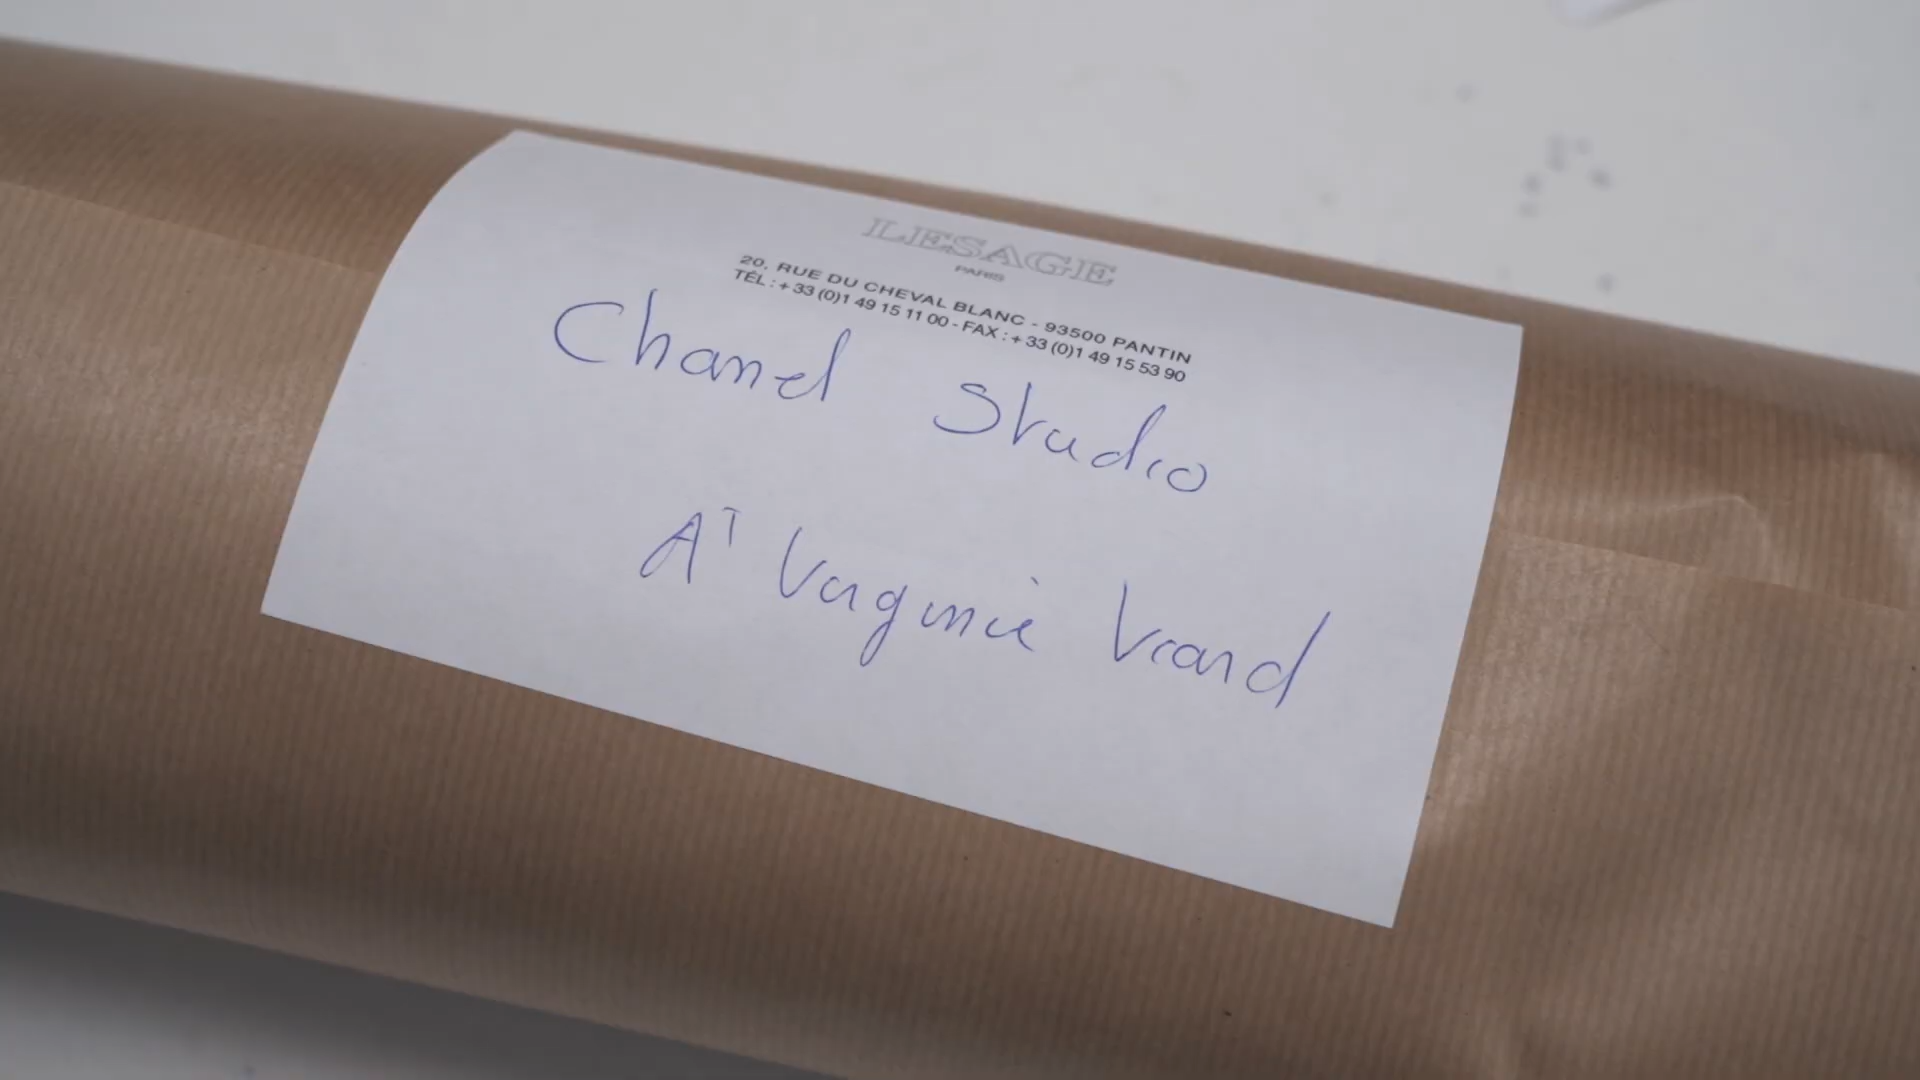 LESAGE
PARIS
20, RUE DU CHEVAL BLANC - 93500 PANTIN
TÉL : + 33 (0)1 49 15 11 00 - FAX : + 33 (0)1 49 15 53 90
Chanel Studio
AT Virginie Viard